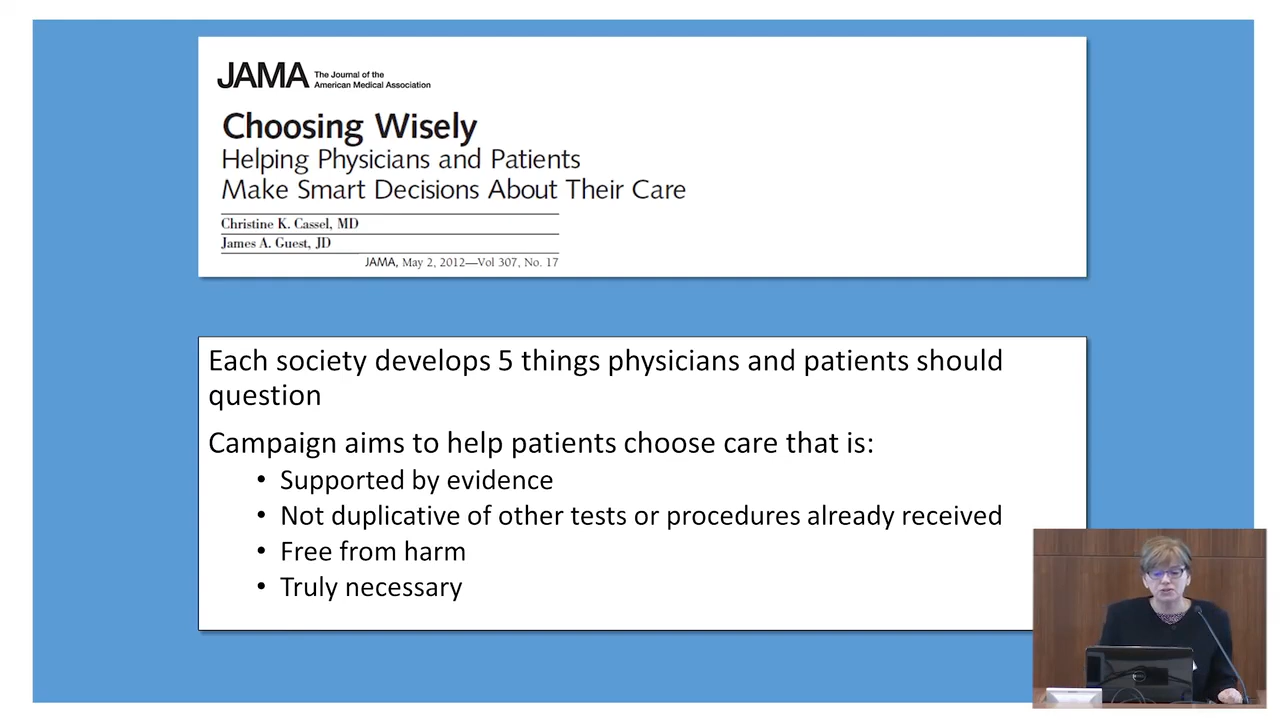 JAMA The Journal of the
American Medical Association
Choosing Wisely
Helping Physicians and Patients
Make Smart Decisions About Their Care
Christine K. Cassel, MD
James A. Guest, JD
JAMA, May 2, 2012—Vol 307, No. 17
Each society develops 5 things physicians and patients should
question
Campaign aims to help patients choose care that is:
• Supported by evidence
• Not duplicative of other tests or procedures already received
• Free from harm
• Truly necessary